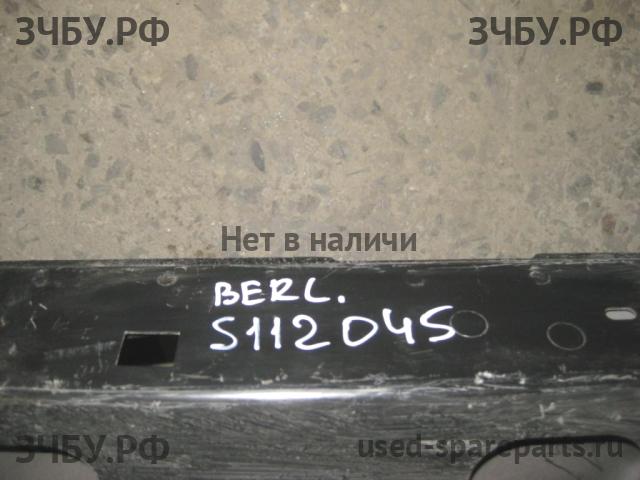 ЗЧБУ.РФ ЗЧБУ.РФ
Нет в наличи
BERL.
S112045
ЗЧБУ.РФ used-spareparts.ru